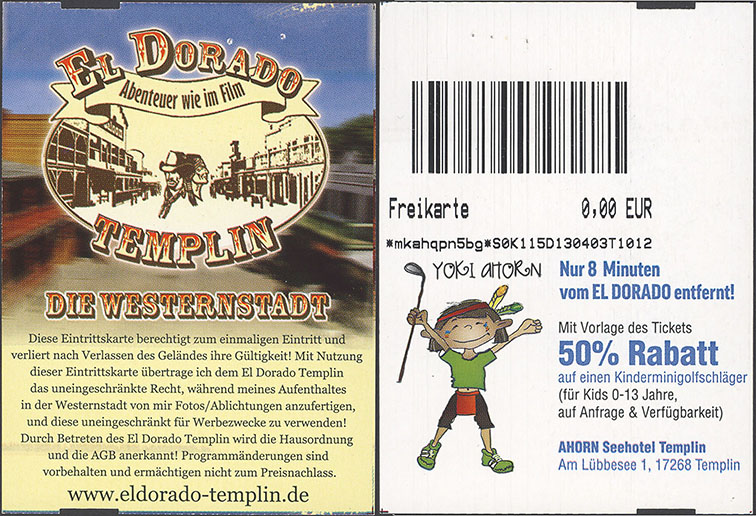 EL DORADO
Abenteuer wie im Film
TEMPLIN
DIE WESTERNSTADT
Diese Eintrittskarte berechtigt zum einmaligen Eintritt und
verliert nach Verlassen des Geländes ihre Gültigkeit! Mit Nutzung
dieser Eintrittskarte übertrage ich dem El Dorado Templin
das uneingeschränkte Recht, während meines Aufenthaltes
in der Westernstadt von mir Fotos/Ablichtungen anzufertigen,
und diese uneingeschränkt für Werbezwecke zu verwenden!
Durch Betreten des El Dorado Templin wird die Hausordnung
und die AGB anerkannt! Programmänderungen sind
vorbehalten und ermächtigen nicht zum Preisnachlass.
www.eldorado-templin.de
Freikarte 0,00 EUR
*mkahqpn5bg*S0K115D130403T1012
YOKI AHORN
Nur 8 Minuten
vom EL DORADO entfernt!
Mit Vorlage des Tickets
50% Rabatt
auf einen Kinderminigolfschläger
(für Kids 0-13 Jahre,
auf Anfrage & Verfügbarkeit)
AHORN Seehotel Templin
Am Lübbesee 1, 17268 Templin